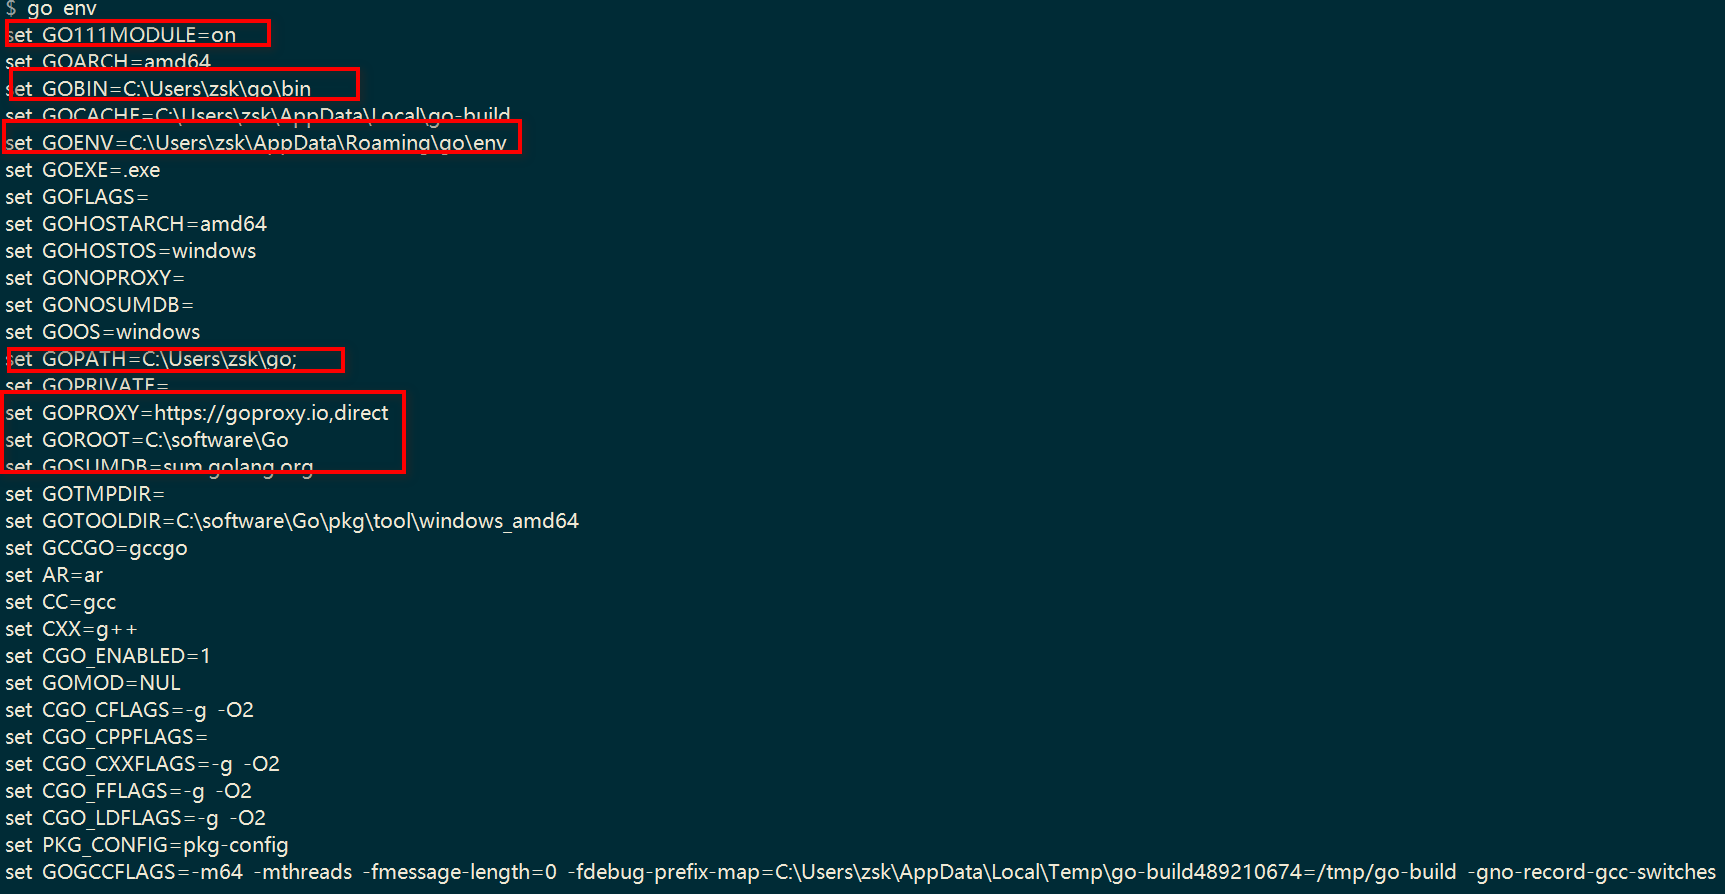 $ go env
set GO111MODULE=on
set GOARCH=amd64
set GOBIN=C:\Users\zsk\go\bin
set GOCACHE=C:\Users\zsk\AppData\Local\go-build
set GOENV=C:\Users\zsk\AppData\Roaming\go\env
set GOEXE=.exe
set GOFLAGS=
set GOHOSTARCH=amd64
set GOHOSTOS=windows
set GONOPROXY=
set GONOSUMDB=
set GOOS=windows
set GOPATH=C:\Users\zsk\go;
set GOPRIVATE=
set GOPROXY=https://goproxy.io,direct
set GOROOT=C:\software\Go
set GOSUMDB=sum.golang.org
set GOTMPDIR=
set GOTOOLDIR=C:\software\Go\pkg\tool\windows_amd64
set GCCGO=gccgo
set AR=ar
set CC=gcc
set CXX=g++
set CGO_ENABLED=1
set GOMOD=NUL
set CGO_CFLAGS=-g -O2
set CGO_CPPFLAGS=
set CGO_CXXFLAGS=-g -O2
set CGO_FFLAGS=-g -O2
set CGO_LDFLAGS=-g -O2
set PKG_CONFIG=pkg-config
set GOGCCFLAGS=-m64 -mthreads -fmessage-length=0 -fdebug-prefix-map=C:\Users\zsk\AppData\Local\Temp\go-build489210674=/tmp/go-build -gno-record-gcc-switches